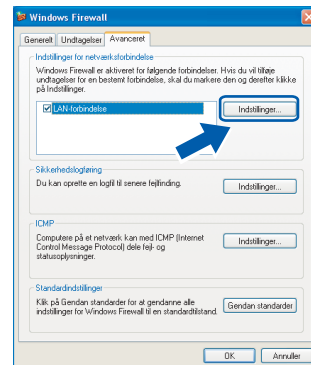 Windows Firewall
Generelt Undtagelser Avanceret
Indstillinger for netværksforbindelse
Windows Firewall er aktiveret for følgende forbindelser. Hvis du vil tilføje
undtagelser for en bestemt forbindelse, skal du markere den og derefter klikke
på Indstillinger:
LAN-forbindelse
Indstillinger...
Sikkerhedslogføring
Du kan oprette en logfil til senere fejlfinding.
Indstillinger...
ICMP
Computere på et netværk kan med ICMP (Internet
Control Message Protocol) dele fejl- og
statusoplysninger.
Indstillinger...
Standardindstillinger
Klik på Gendan standarder for at gendanne alle
indstillinger for Windows Firewall til en standardtilstand.
Gendan standarder
OK Annuller